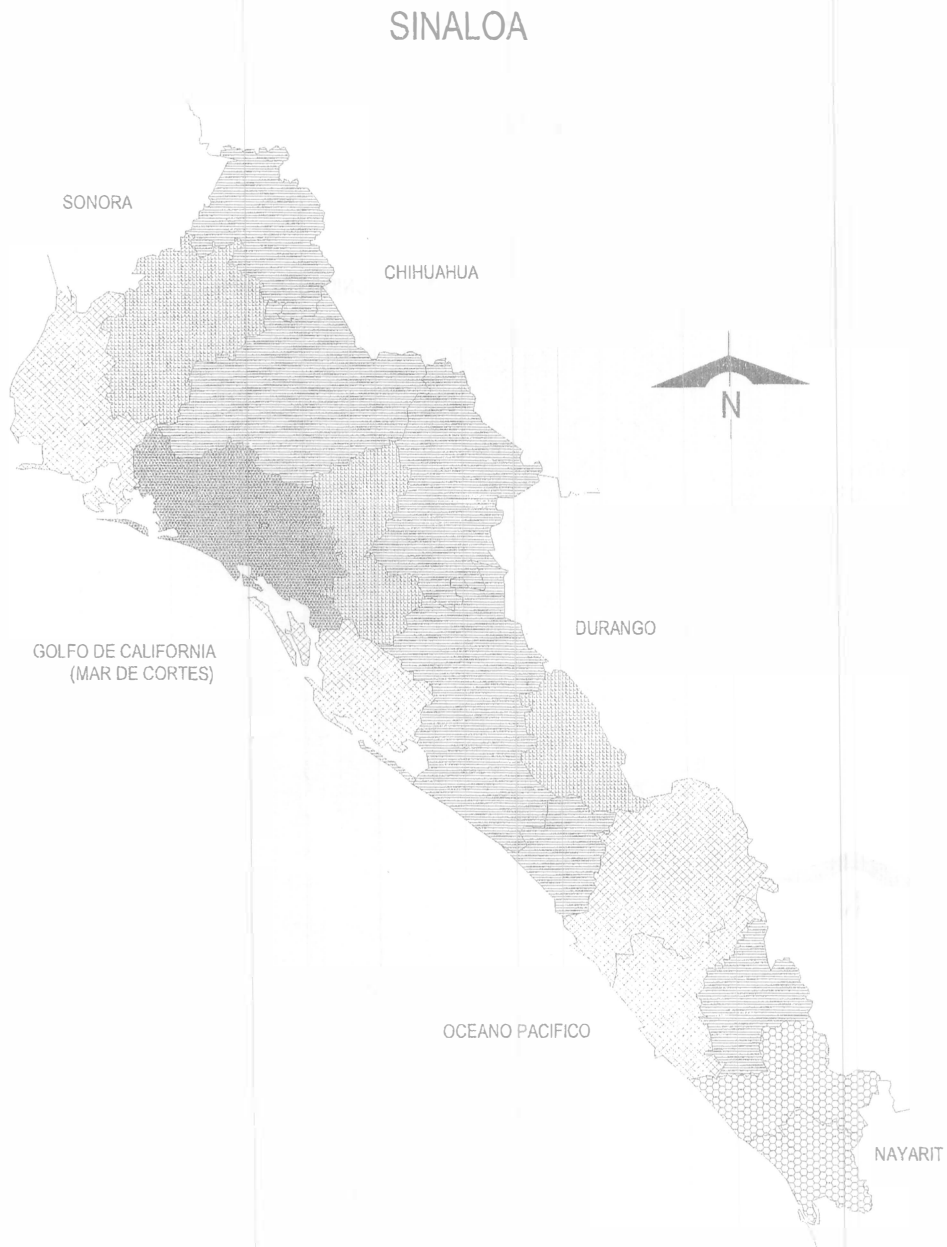 SINALOA
SONORA
CHIHUAHUA
N
DURANGO
GOLFO DE CALIFORNIA
(MAR DE CORTES)
OCEANO PACIFICO
NAYARIT